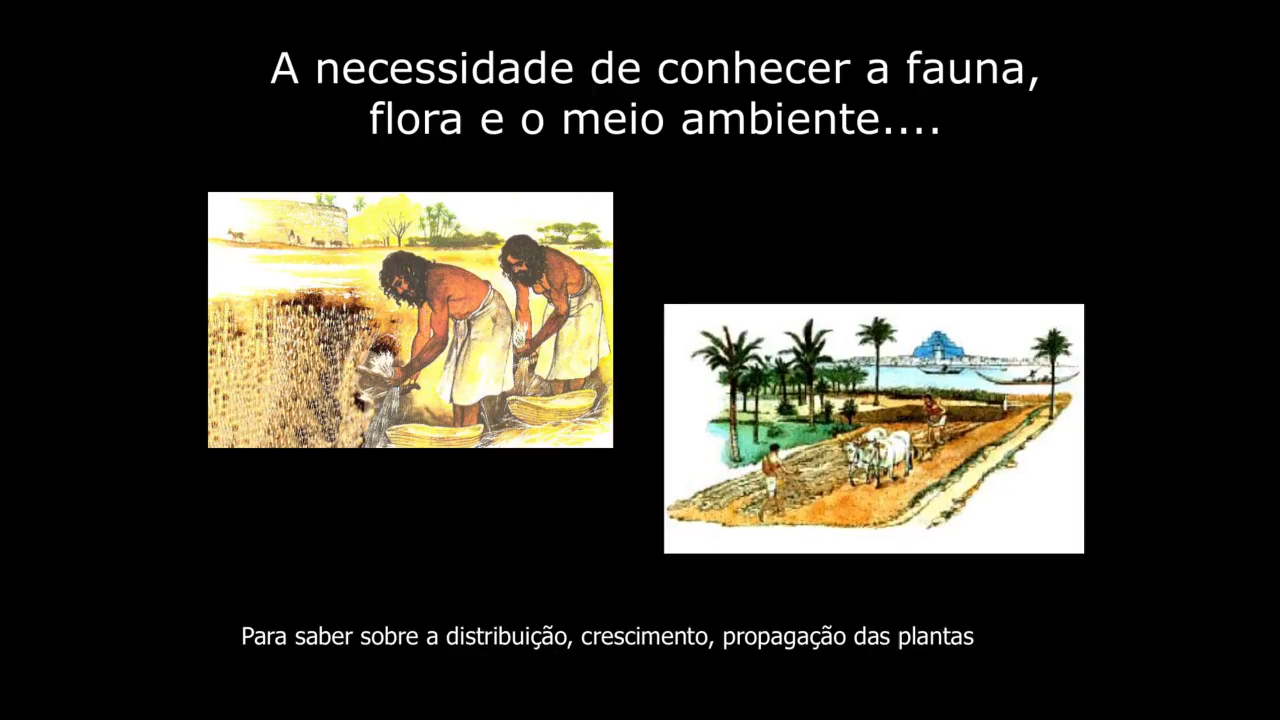 A necessidade de conhecer a fauna,
flora e o meio ambiente....
Para saber sobre a distribuição, crescimento, propagação das plantas